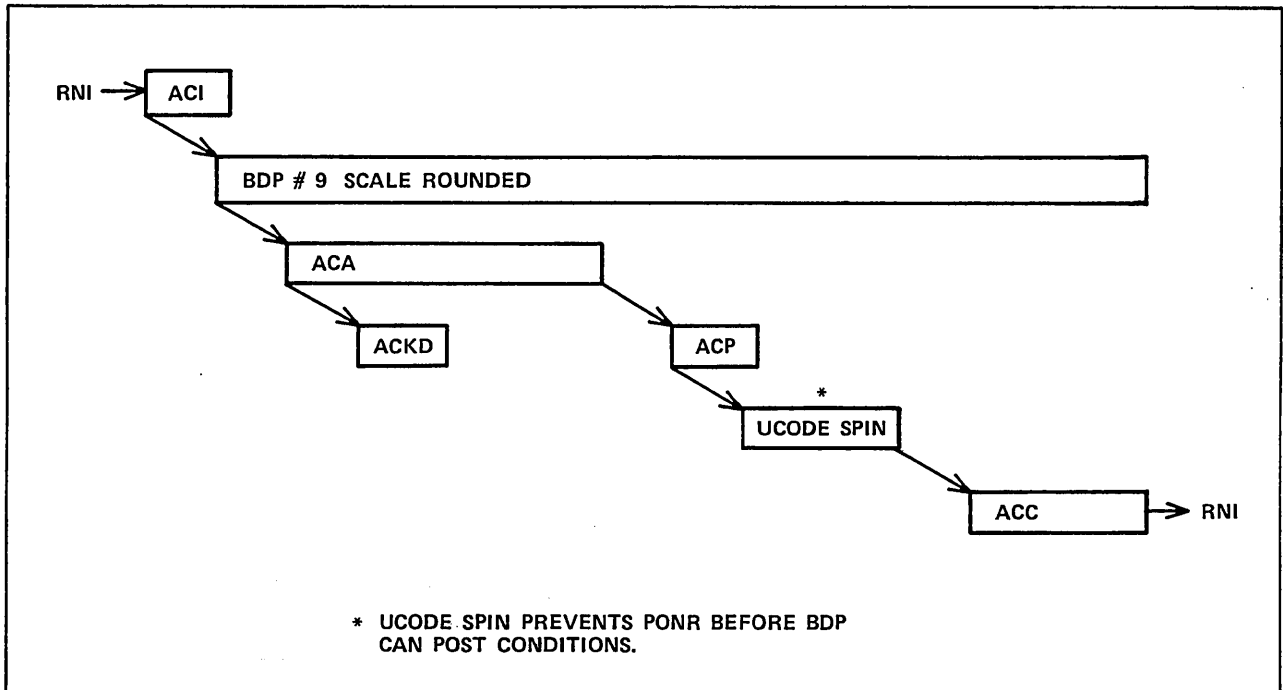 RNI
ACI
BDP # 9 SCALE ROUNDED
ACA
ACKD
ACP
*
UCODE SPIN
ACC
RNI
* UCODE SPIN PREVENTS PONR BEFORE BDP
CAN POST CONDITIONS.